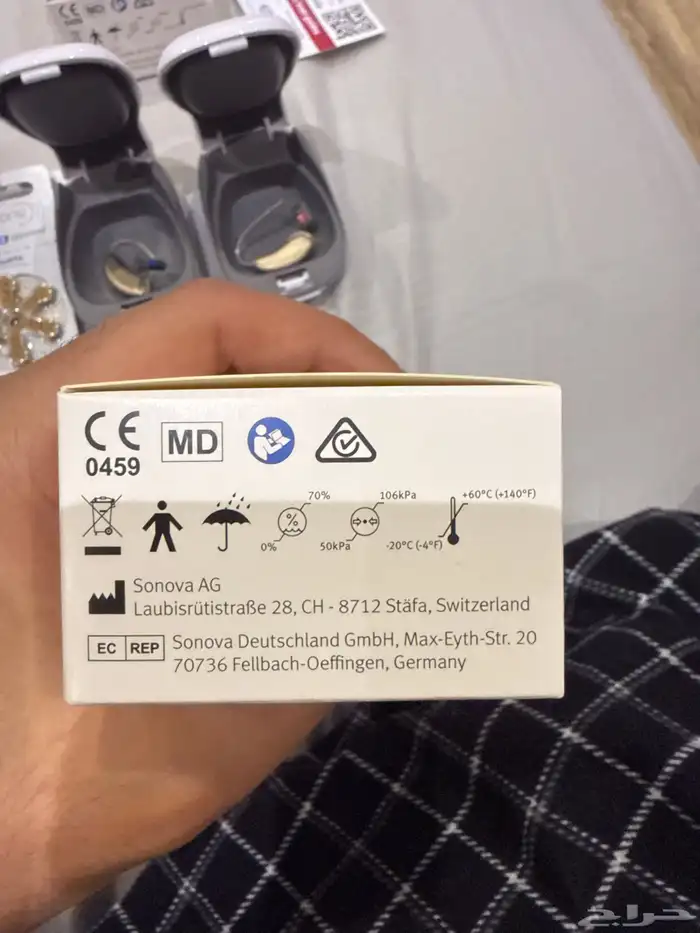 CE
CE
0459
MD
70%
0%
106kPa
50kPa
+60°C (+140°F)
-20°C (-4°F)
Sonova AG
Laubisrütistraße 28, CH - 8712 Stäfa, Switzerland
EC REP
Sonova Deutschland GmbH, Max-Eyth-Str. 20
70736 Fellbach-Oeffingen, Germany
حراج